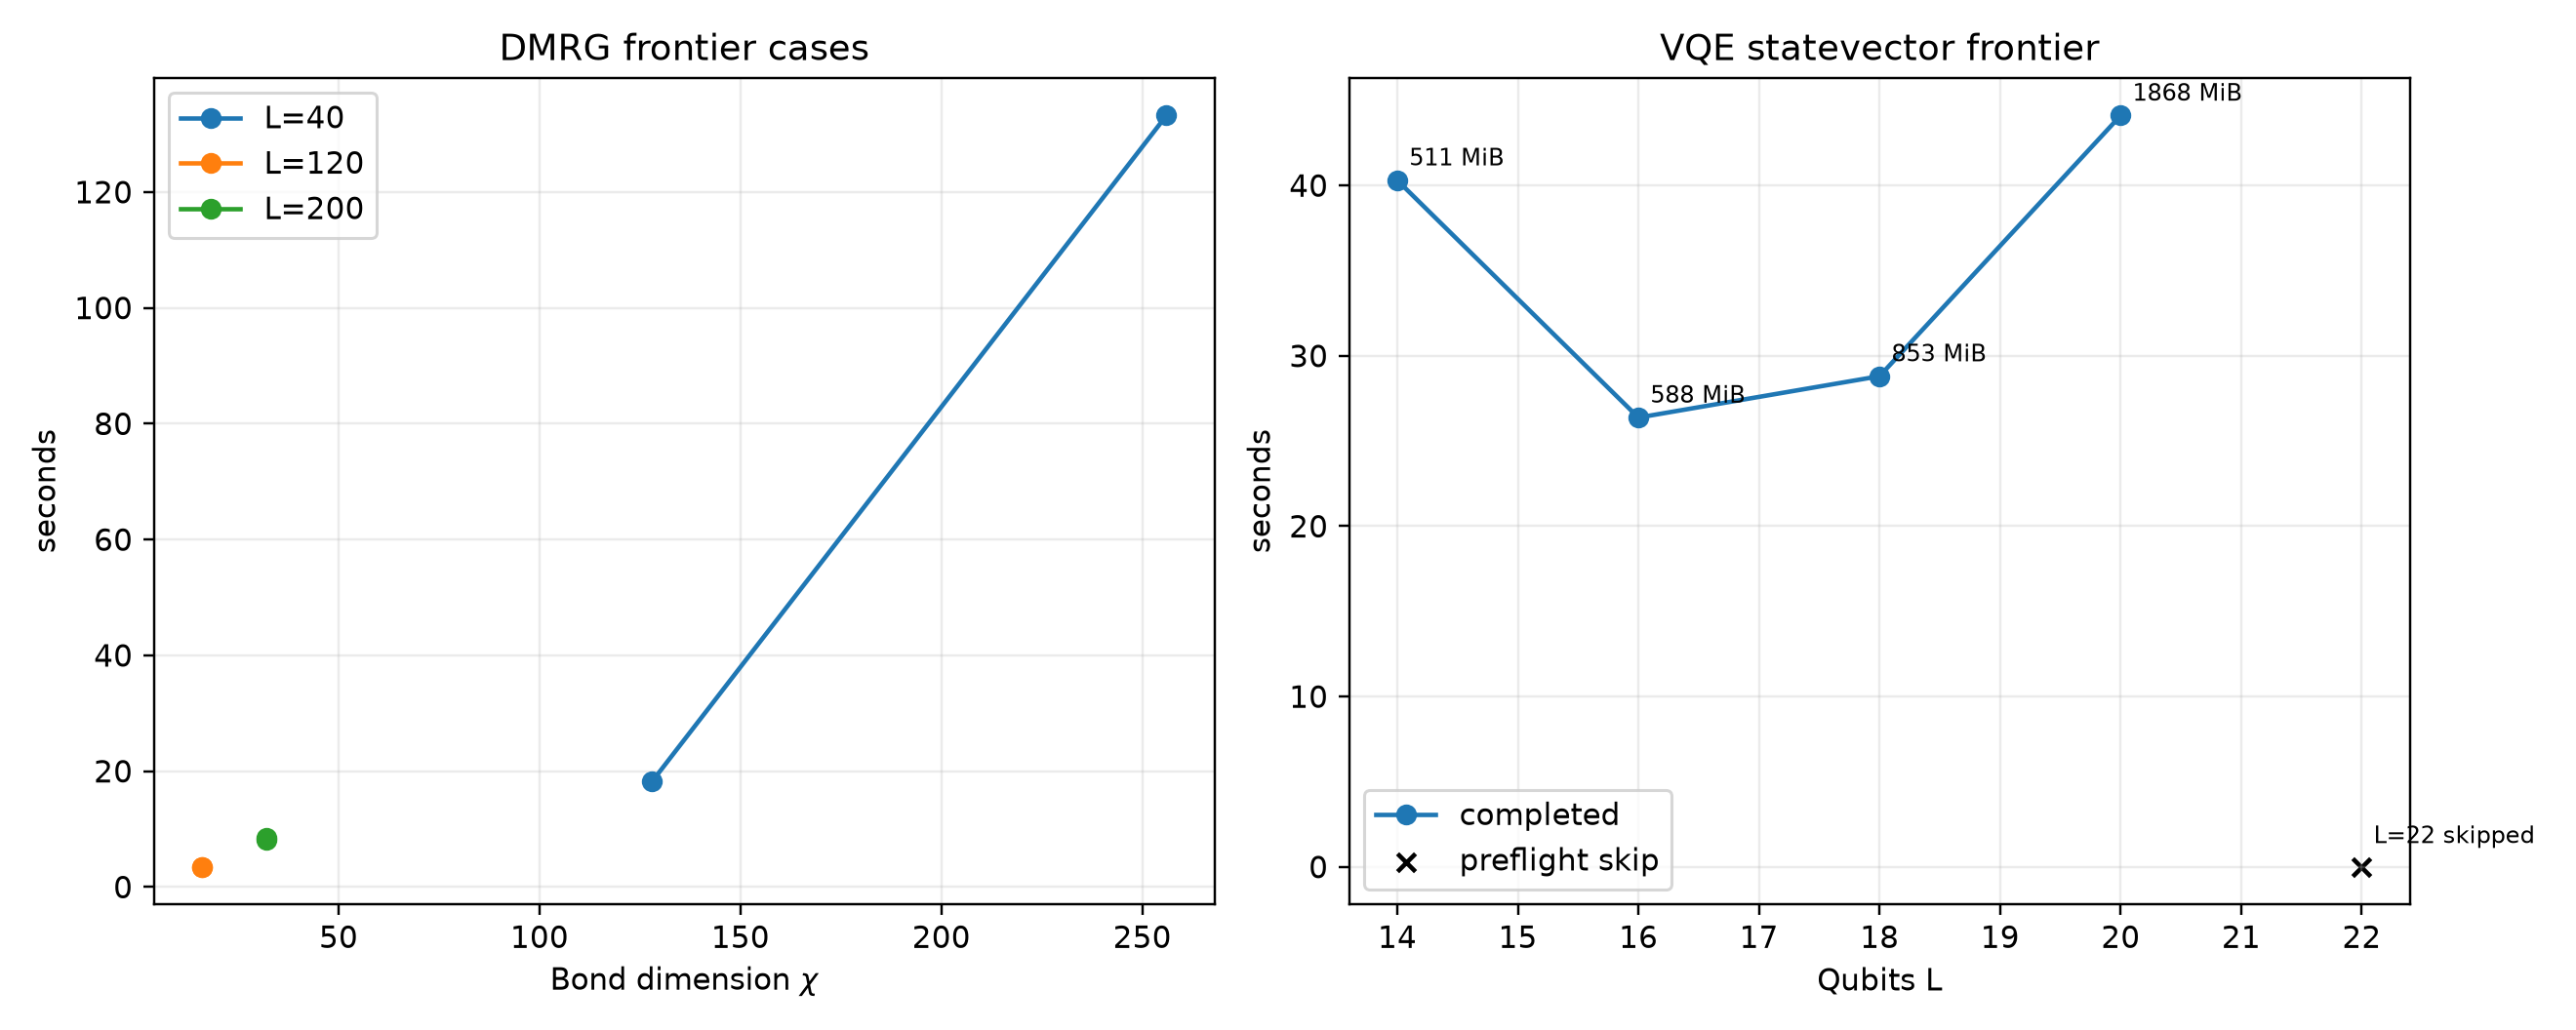 DMRG frontier cases
L=40
L=120
L=200
120
100
80
60
40
20
0
seconds
50
100
150
200
250
Bond dimension χ
VQE statevector frontier
511 MiB
588 MiB
853 MiB
1868 MiB
L=22 skipped
completed
preflight skip
40
30
20
10
0
seconds
14
15
16
17
18
19
20
21
22
Qubits L